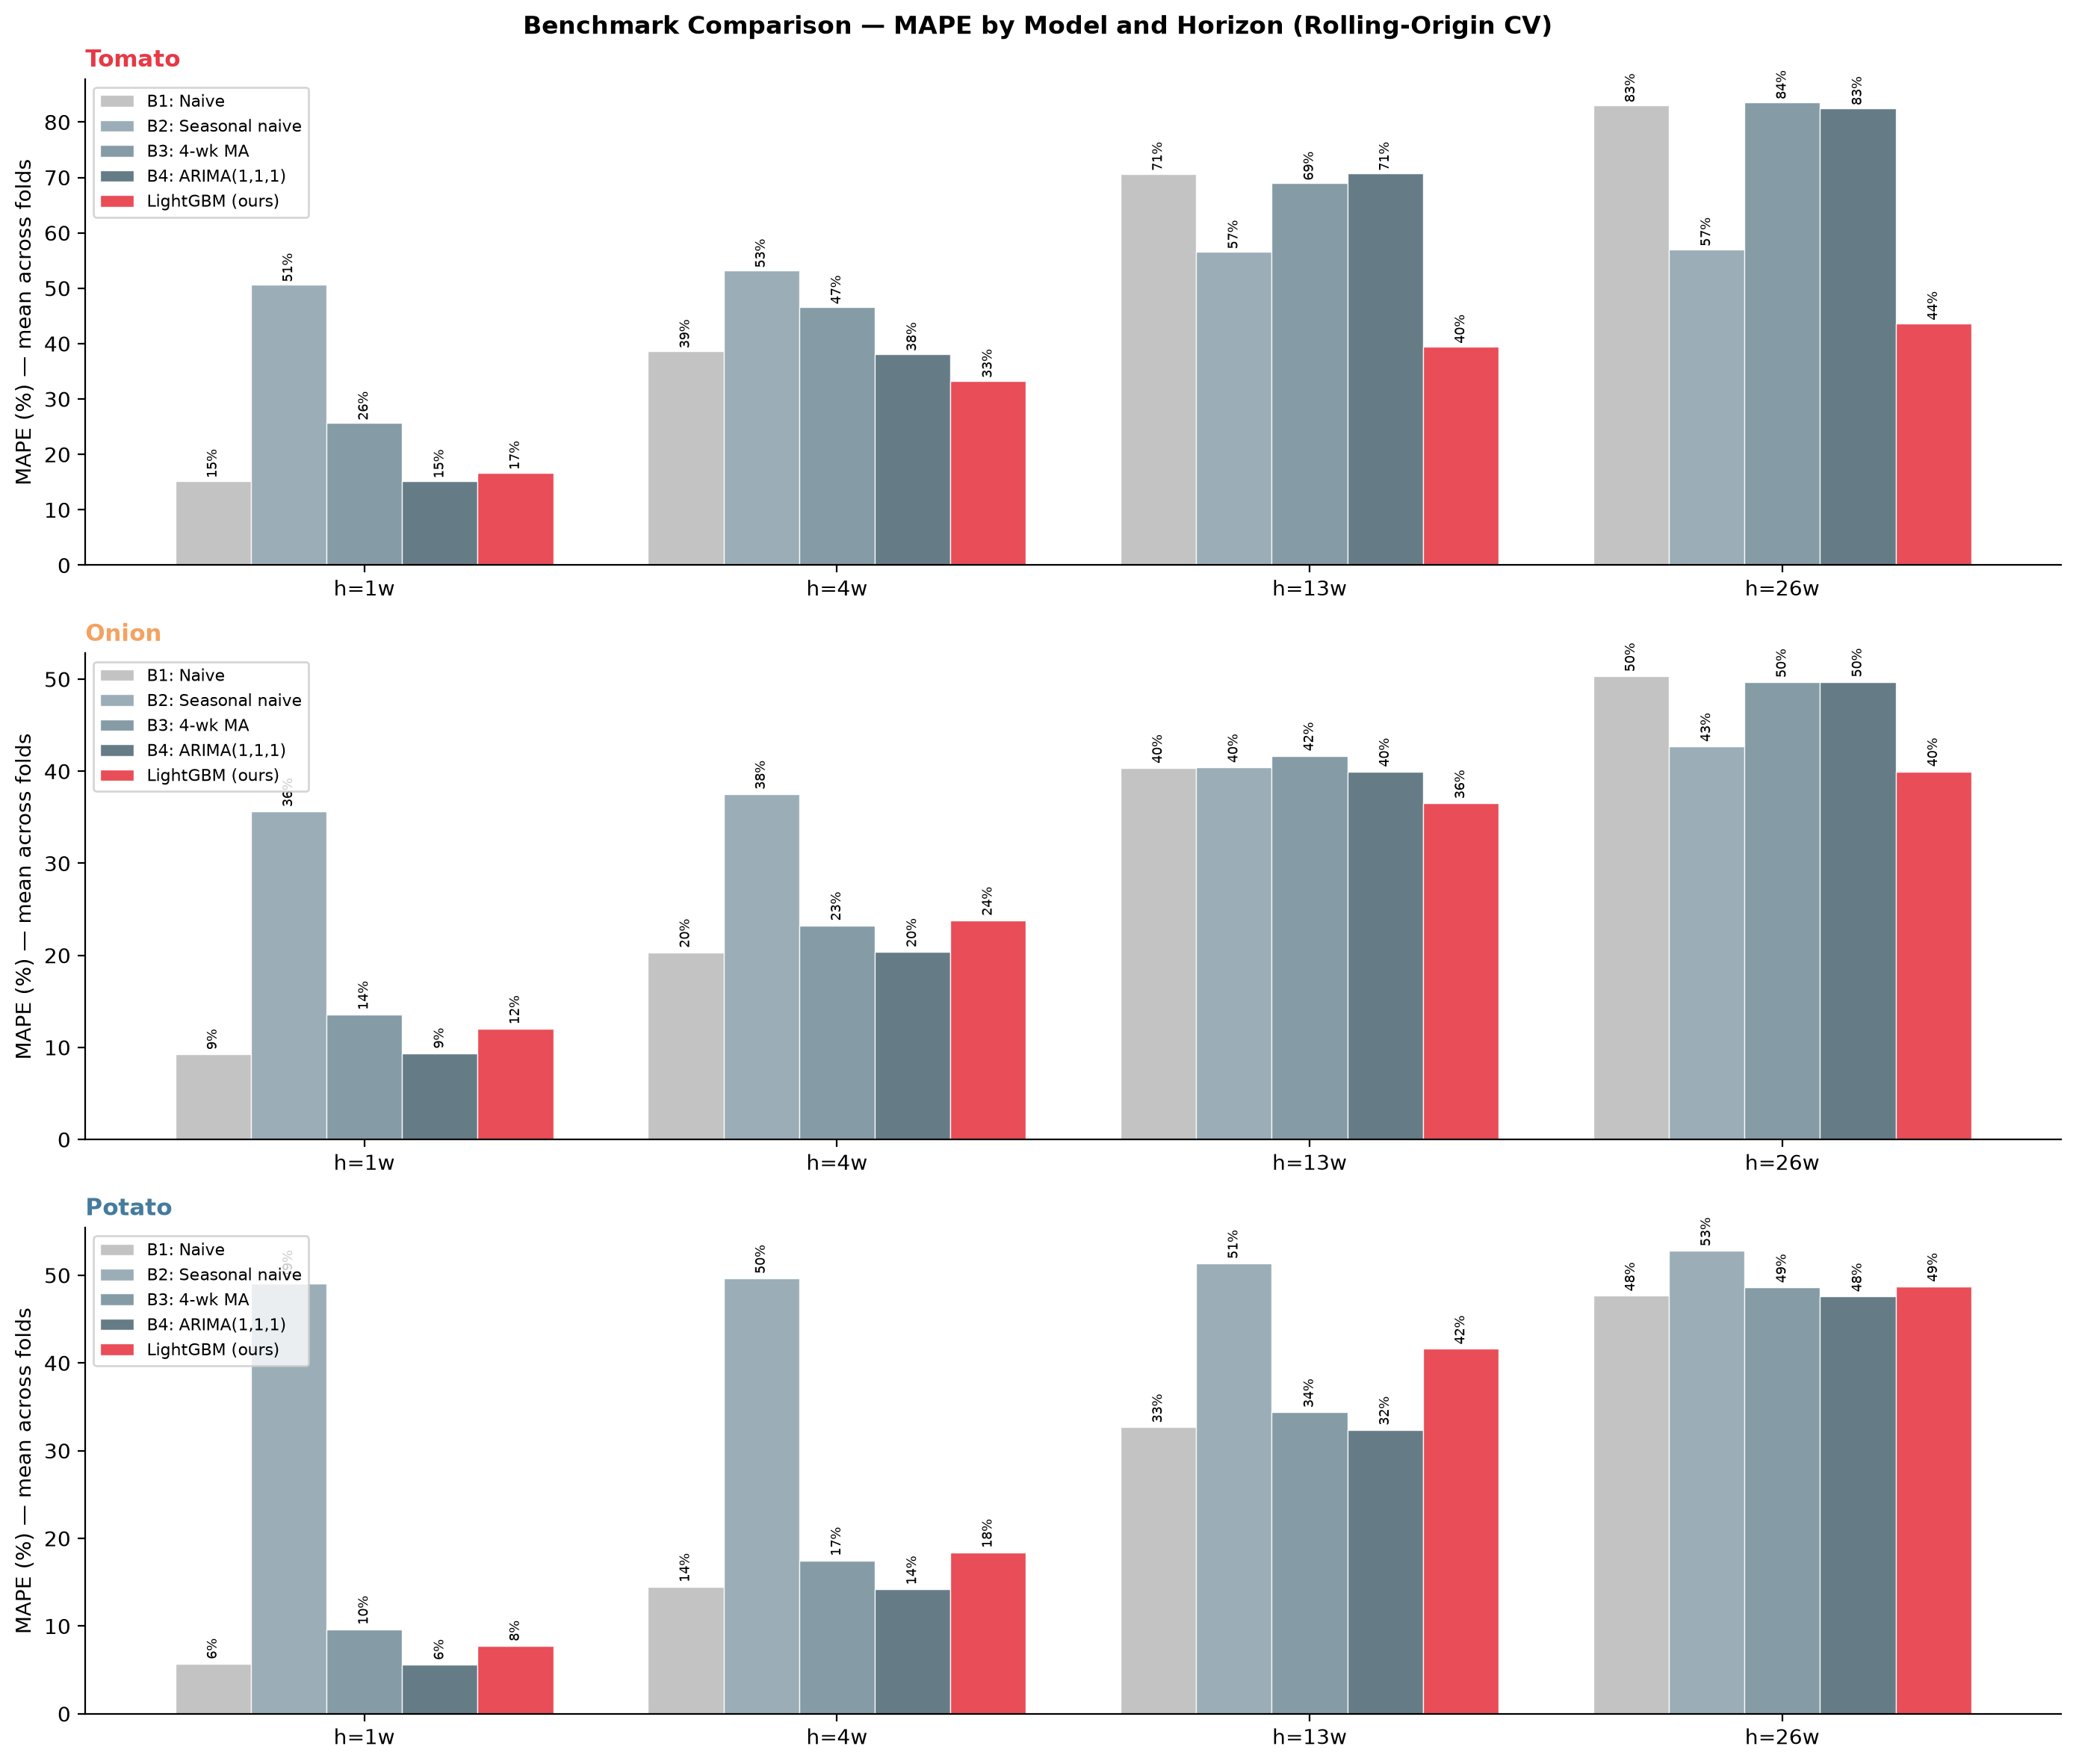 Benchmark Comparison — MAPE by Model and Horizon (Rolling-Origin CV)
Tomato
MAPE (%) — mean across folds
80
70
60
50
40
30
20
10
0
B1: Naive
B2: Seasonal naive
B3: 4-wk MA
B4: ARIMA(1,1,1)
LightGBM (ours)
15% 51% 26% 15% 17%
39% 53% 47% 38% 33%
71% 57% 69% 71% 40%
83% 57% 84% 83% 44%
h=1w h=4w h=13w h=26w
Onion
MAPE (%) — mean across folds
50
40
30
20
10
0
B1: Naive
B2: Seasonal naive
B3: 4-wk MA
B4: ARIMA(1,1,1)
LightGBM (ours)
9% 36% 14% 9% 12%
20% 38% 23% 20% 24%
40% 40% 42% 40% 36%
50% 43% 50% 50% 40%
h=1w h=4w h=13w h=26w
Potato
MAPE (%) — mean across folds
50
40
30
20
10
0
B1: Naive
B2: Seasonal naive
B3: 4-wk MA
B4: ARIMA(1,1,1)
LightGBM (ours)
6% 10% 6% 8%
14% 50% 17% 14% 18%
33% 51% 34% 32% 42%
48% 53% 49% 48% 49%
h=1w h=4w h=13w h=26w